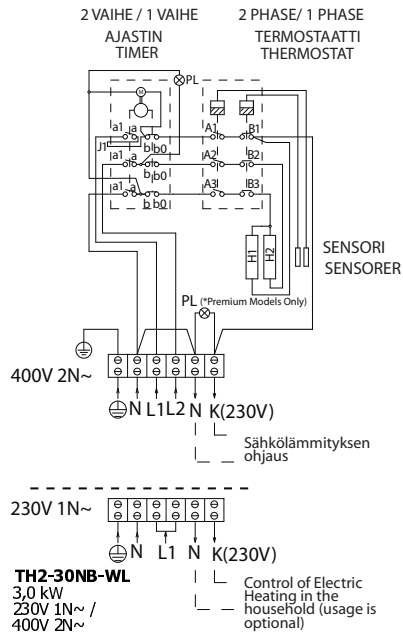 2 VAIHE / 1 VAIHE
AJASTIN
TIMER
2 PHASE/ 1 PHASE
TERMOSTAATTI
THERMOSTAT
PL
M
a1 a
J1
b b0
A1 B1
a1 a
b b0
A2 B2
a1 a
b b0
A3 B3
H1 H2
SENSORI
SENSORER
PL (*Premium Models Only)
400V 2N~
N L1 L2 N K(230V)
Sähkölämmityksen
ohjaus
230V 1N~
N L1 N K(230V)
TH2-30NB-WL
3,0 kW
230V 1N~ /
400V 2N~
Control of Electric
Heating in the
household (usage is
optional)